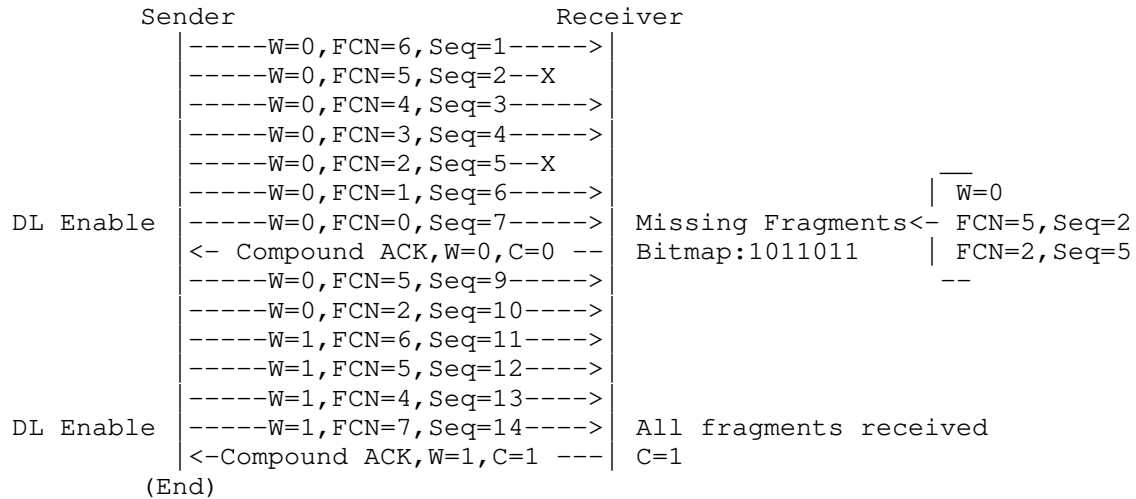 Sender                     Receiver
          |-----W=0,FCN=6,Seq=1----->|
          |-----W=0,FCN=5,Seq=2--X
          |-----W=0,FCN=4,Seq=3----->|
          |-----W=0,FCN=3,Seq=4----->|
          |-----W=0,FCN=2,Seq=5--X              __
          |-----W=0,FCN=1,Seq=6----->|                   | W=0
DL Enable |-----W=0,FCN=0,Seq=7----->| Missing Fragments<- FCN=5,Seq=2
          |<- Compound ACK,W=0,C=0 --| Bitmap:1011011    | FCN=2,Seq=5
          |-----W=0,FCN=5,Seq=9----->|                   --
          |-----W=0,FCN=2,Seq=10---->|
          |-----W=1,FCN=6,Seq=11---->|
          |-----W=1,FCN=5,Seq=12---->|
          |-----W=1,FCN=4,Seq=13---->|
DL Enable |-----W=1,FCN=7,Seq=14---->| All fragments received
          |<-Compound ACK,W=1,C=1 ---| C=1
        (End)